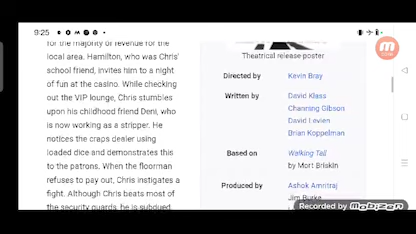 9:25
for the majority of revenue for the
local area. Hamilton, who was Chris'
school friend, invites him to a night
of fun at the casino. While checking
out the VIP lounge, Chris stumbles
upon his childhood friend Deni, who
is now working as a stripper. He
notices the craps dealer using
loaded dice and demonstrates this
to the patrons. When the floorman
refuses to pay out, Chris instigates a
fight. Although Chris beats most of
the security guards, he is subdued,
Theatrical release poster
Directed by Kevin Bray
Written by David Klass
Channing Gibson
David Levien
Brian Koppelman
Based on Walking Tall
by Mort Briskin
Produced by Ashok Amritraj
Jim Burke
Recorded by Mobizen